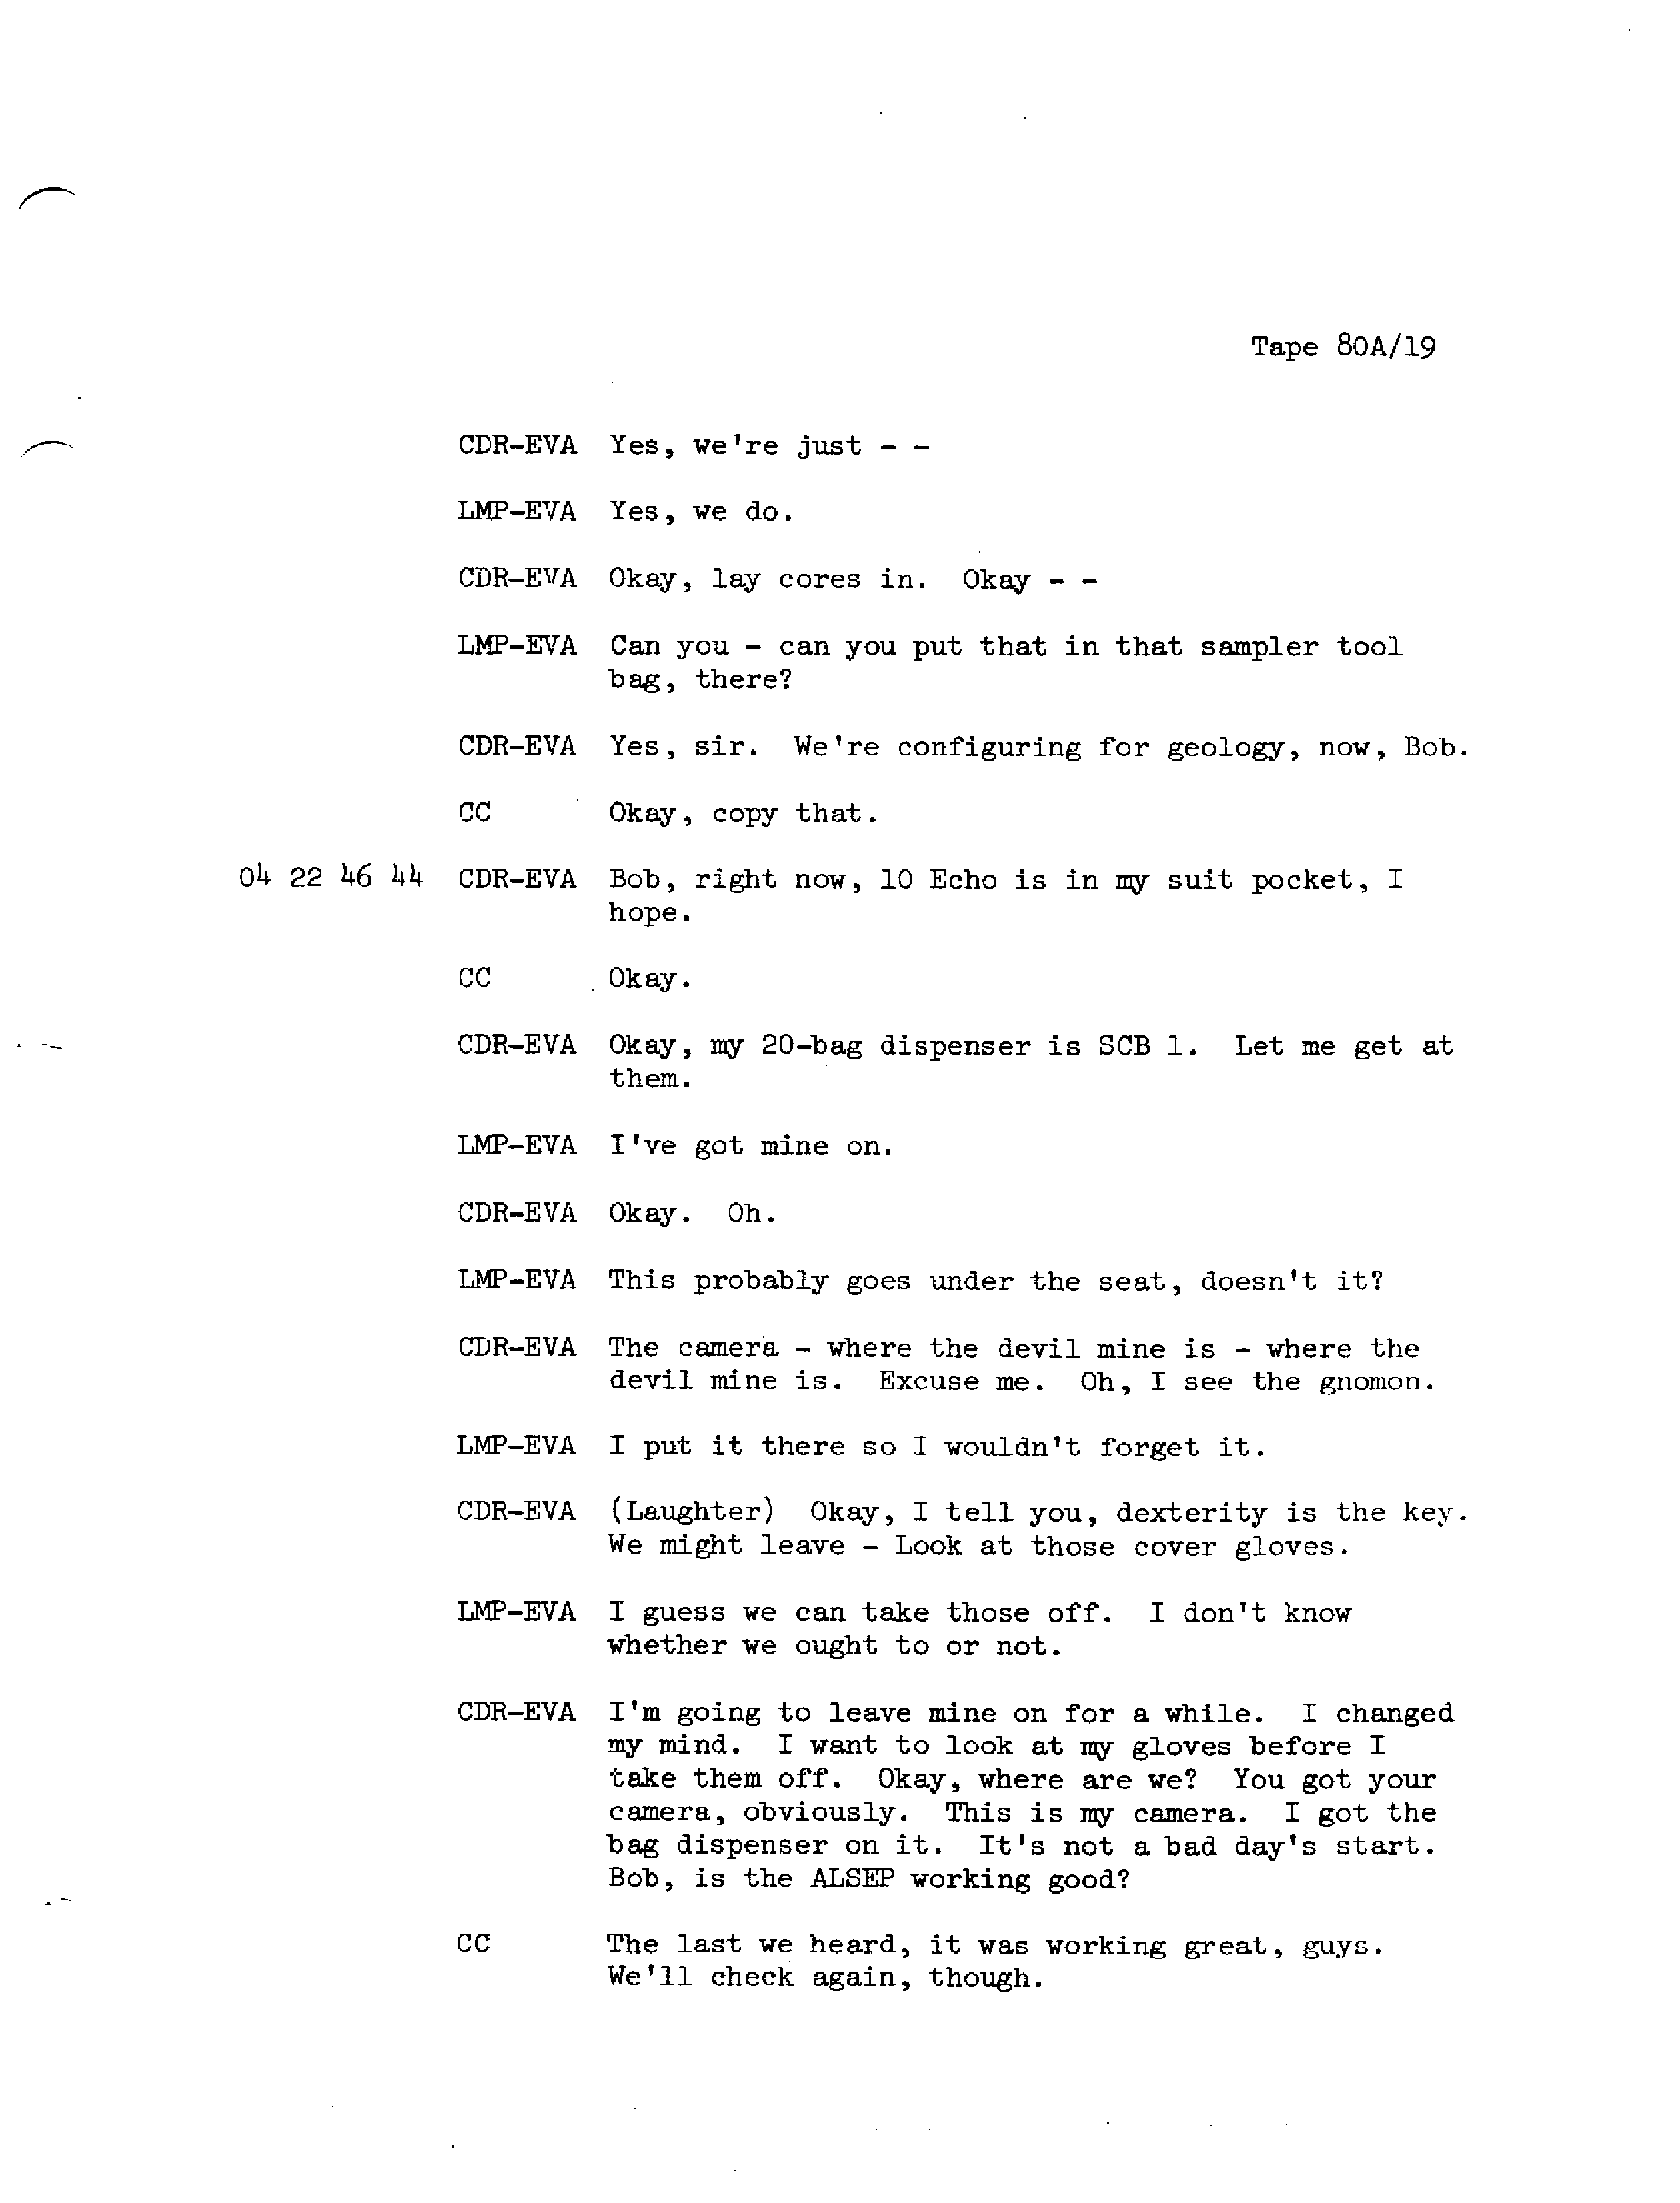 Tape 80A/19
CDR-EVA Yes, we're just - -
LMP-EVA Yes, we do.
CDR-EVA Okay, lay cores in. Okay - -
LMP-EVA Can you - can you put that in that sampler tool
bag, there?
CDR-EVA Yes, sir. We're configuring for geology, now, Bob.
CC Okay, copy that.
04 22 46 44 CDR-EVA Bob, right now, 10 Echo is in my suit pocket, I
hope.
CC Okay.
CDR-EVA Okay, my 20-bag dispenser is SCB 1. Let me get at
them.
LMP-EVA I've got mine on.
CDR-EVA Okay. Oh.
LMP-EVA This probably goes under the seat, doesn't it?
CDR-EVA The camera - where the devil mine is - where the
devil mine is. Excuse me. Oh, I see the gnomon.
LMP-EVA I put it there so I wouldn't forget it.
CDR-EVA (Laughter) Okay, I tell you, dexterity is the key.
We might leave - Look at those cover gloves.
LMP-EVA I guess we can take those off. I don't know
whether we ought to or not.
CDR-EVA I'm going to leave mine on for a while. I changed
my mind. I want to look at my gloves before I
take them off. Okay, where are we? You got your
camera, obviously. This is my camera. I got the
bag dispenser on it. It's not a bad day's start.
Bob, is the ALSEP working good?
CC The last we heard, it was working great, guys.
We'll check again, though.